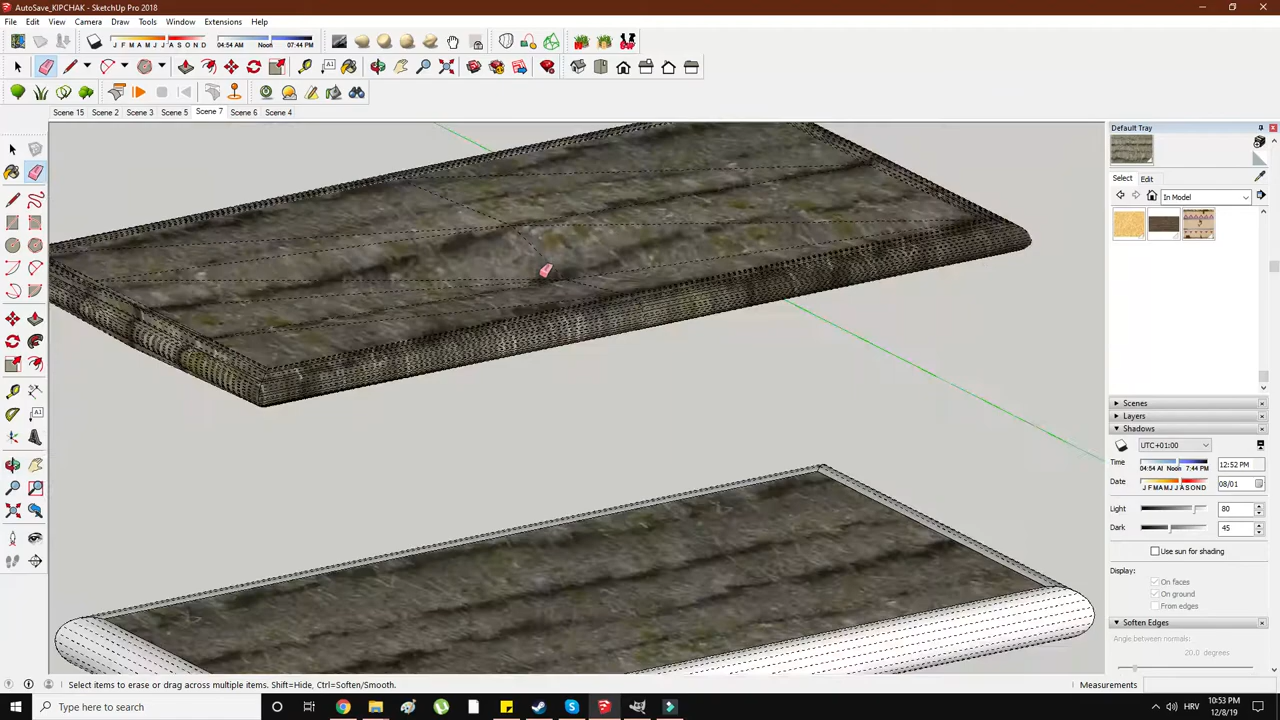 AutoSave_KIPCHAK - SketchUp Pro 2018
File Edit View Camera Draw Tools Window Extensions Help
J F M A M J J A S O N D 04:54 AM Noon 07:44 PM
Scene 15 Scene 2 Scene 3 Scene 5 Scene 7 Scene 6 Scene 4
Default Tray
Select Edit
In Model
Scenes
Layers
Shadows
UTC+01:00
Time 04:54 AM Noon 7:44 PM 12:52 PM
Date J F M A M J J A S O N D 08/01
Light 80
Dark 45
Use sun for shading
Display:
On faces
On ground
From edges
Soften Edges
Angle between normals:
20.0 degrees
Select items to erase or drag across multiple items. Shift=Hide, Ctrl=Soften/Smooth.
Measurements
Type here to search
HRV
10:53 PM
12/8/19